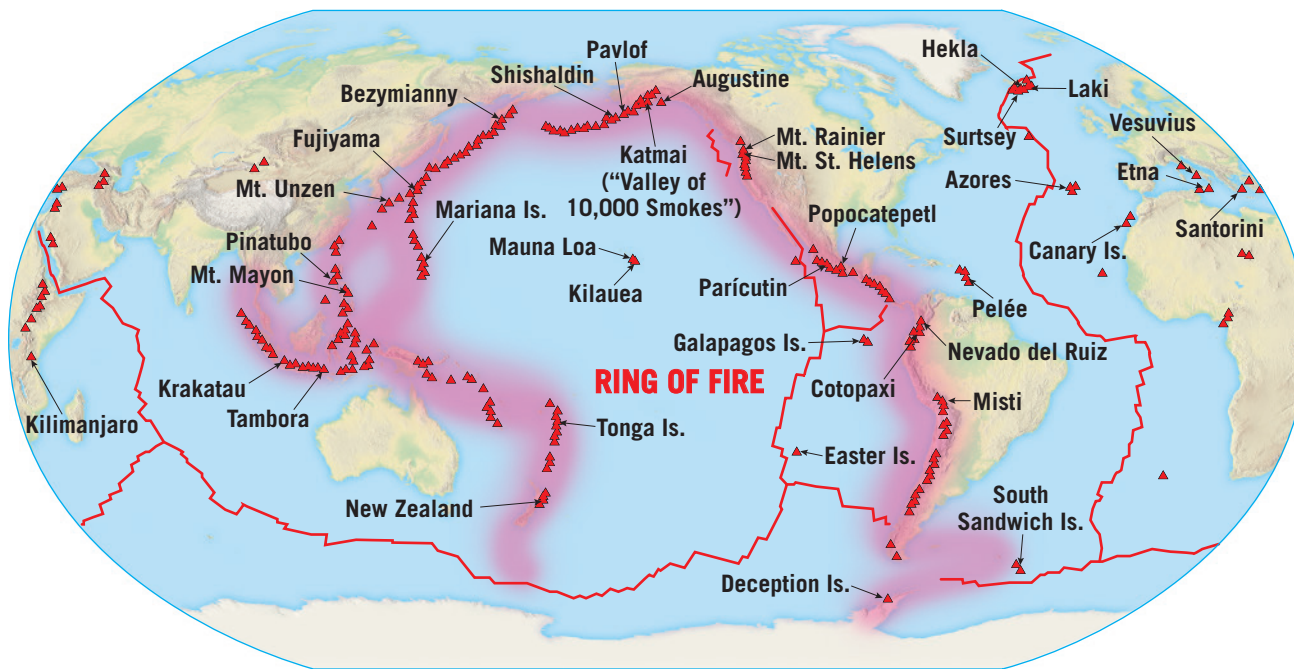 Hekla
Pavlof
Shishaldin
Augustine
Laki
Bezymianny
Surtsey
Vesuvius
Fujiyama
Mt. Rainier
Mt. St. Helens
Katmai
("Valley of
10,000 Smokes")
Etna
Azores
Mt. Unzen
Mariana Is.
Popocatepetl
Santorini
Pinatubo
Mauna Loa
Canary Is.
Mt. Mayon
Kilauea
Parícutin
Pelée
Galapagos Is.
Nevado del Ruiz
RING OF FIRE
Krakatau
Cotopaxi
Tambora
Misti
Kilimanjaro
Tonga Is.
Easter Is.
New Zealand
South
Sandwich Is.
Deception Is.